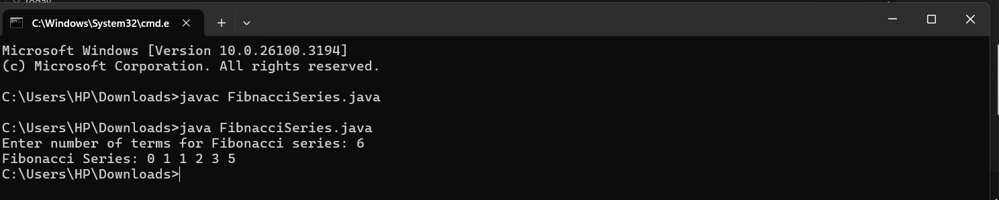 Today
C:\Windows\System32\cmd.e
Microsoft Windows [Version 10.0.26100.3194]
(c) Microsoft Corporation. All rights reserved.
C:\Users\HP\Downloads>javac FibnacciSeries.java
C:\Users\HP\Downloads>java FibnacciSeries.java
Enter number of terms for Fibonacci series: 6
Fibonacci Series: 0 1 1 2 3 5
C:\Users\HP\Downloads>